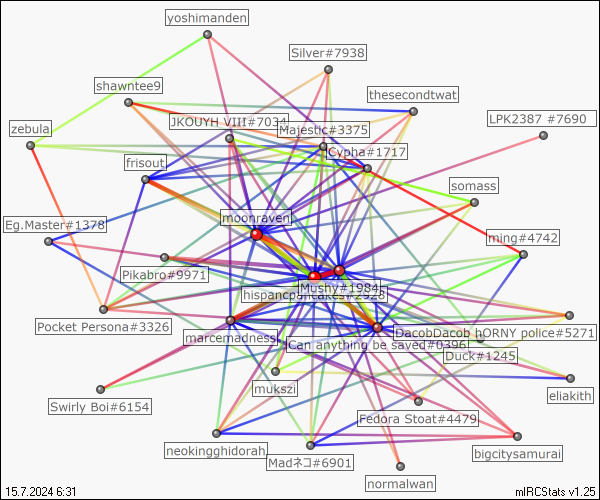 yoshimanden
Silver#7938
shawntee9
thesecondtwat
LPK2387 #7690
JKOUYH VIII#7034
Majestic#3375
zebula
Cypha#1717
frisout
somass
moonraven
Eg.Master#1378
ming#4742
Pikabro#9971
Mushy#1984
hispancpancakes#2928
Pocket Persona#3326
DacobDacob hORNY police#5271
marcemadness
Can anything be saved#0396
Duck#1245
mukszi
eliakith
Swirly Boi#6154
Fedora Stoat#4479
neokingghidorah
bigcitysamurai
Madネコ#6901
normalwan
15.7.2024 6:31
mIRCStats v1.25